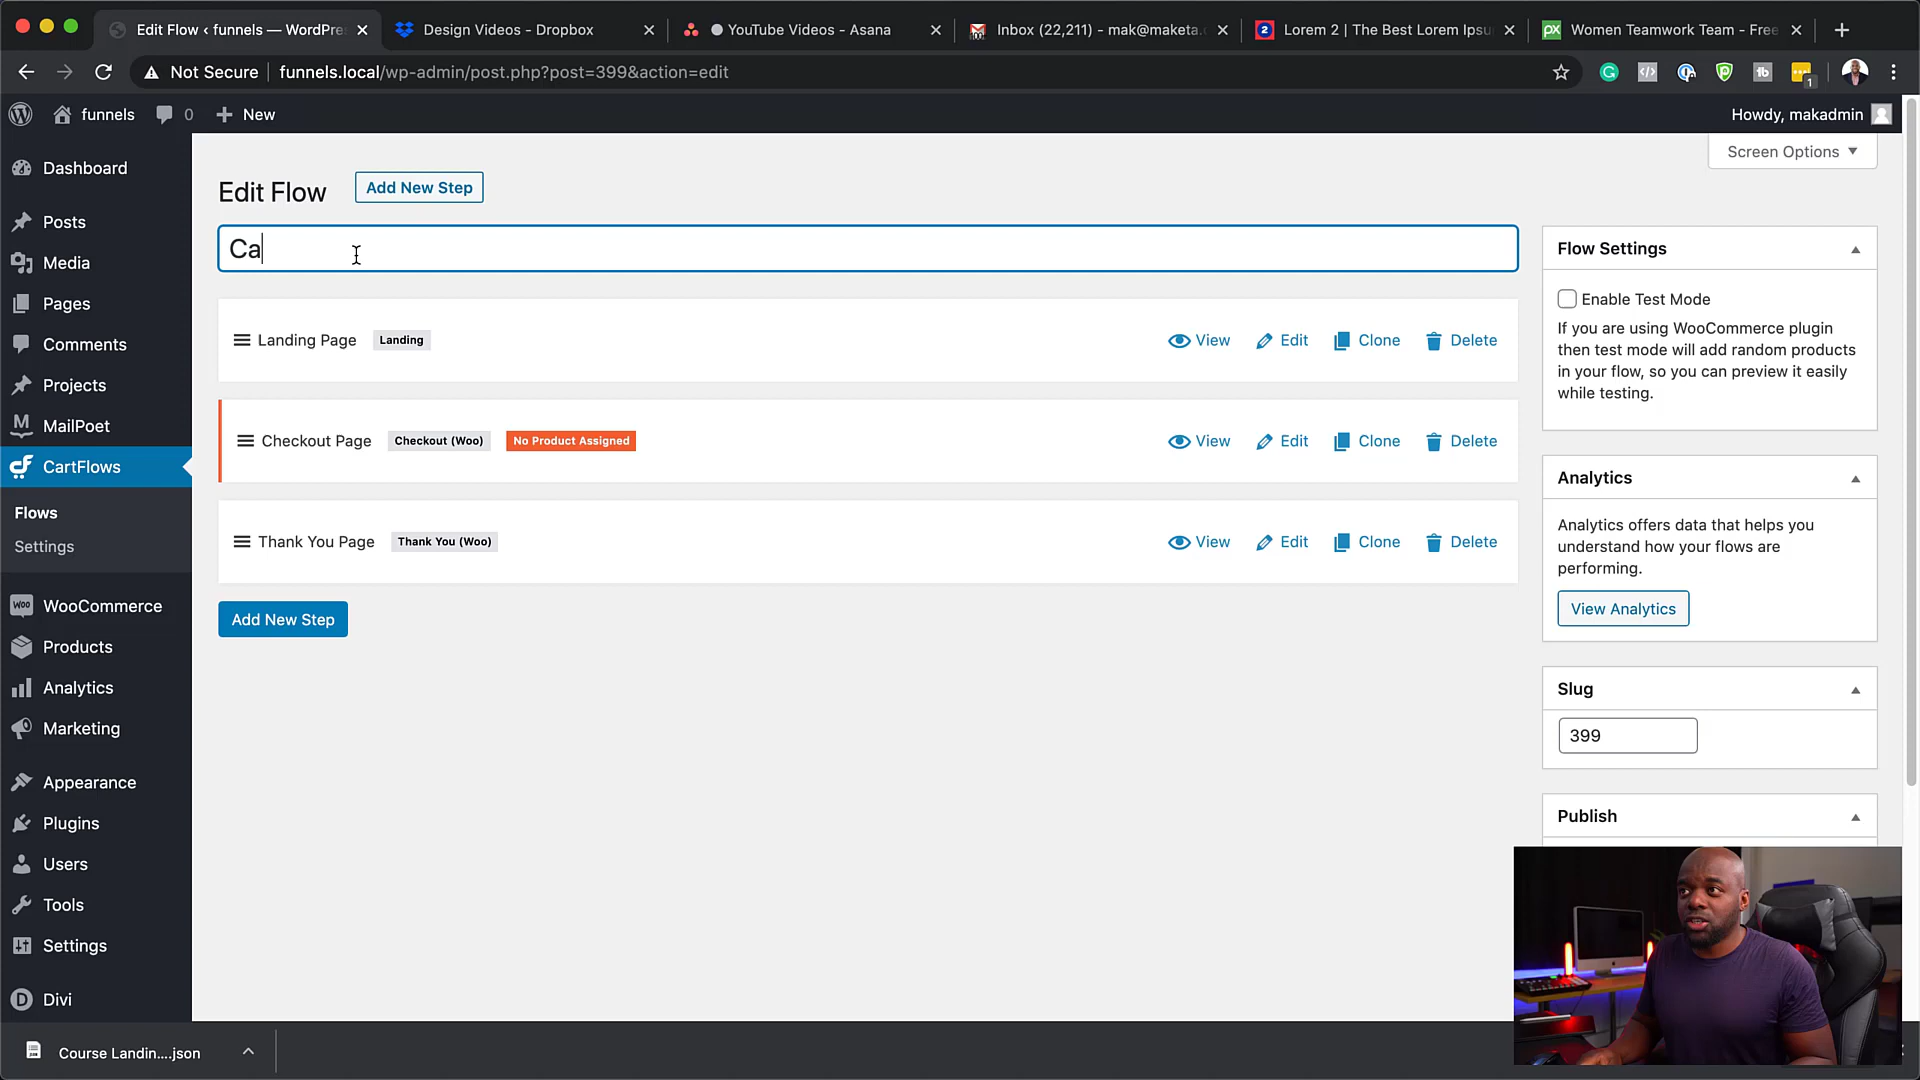 Edit Flow ‹ funnels — WordPre
Design Videos - Dropbox
YouTube Videos - Asana
Inbox (22,211) - mak@maketa.c
Lorem 2 | The Best Lorem Ipsu
Women Teamwork Team - Free
Not Secure
funnels.local/wp-admin/post.php?post=399&action=edit
1
funnels
0
New
Howdy, makadmin
Screen Options
Dashboard
Posts
Media
Pages
Comments
Projects
MailPoet
CartFlows
Flows
Settings
WooCommerce
Products
Analytics
Marketing
Appearance
Plugins
Users
Tools
Settings
Divi
Edit Flow
Add New Step
Ca
Landing Page
Landing
View
Edit
Clone
Delete
Checkout Page
Checkout (Woo)
No Product Assigned
View
Edit
Clone
Delete
Thank You Page
Thank You (Woo)
View
Edit
Clone
Delete
Add New Step
Flow Settings
Enable Test Mode
If you are using WooCommerce plugin
then test mode will add random products
in your flow, so you can preview it easily
while testing.
Analytics
Analytics offers data that helps you
understand how your flows are
performing.
View Analytics
Slug
399
Publish
Course Landin....json